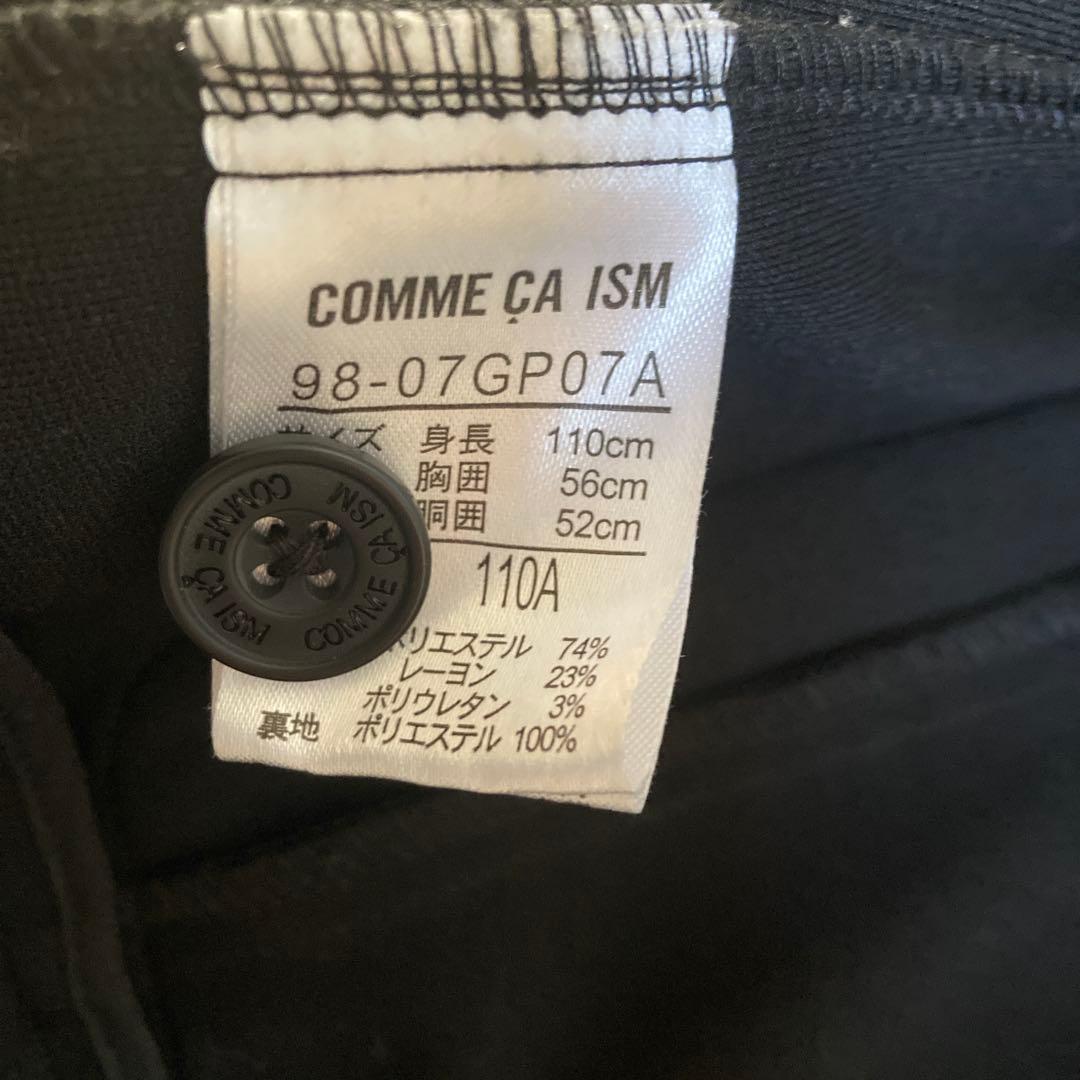 COMME ÇA ISM
98-07GP07A
サイズ 身長 110cm
胸囲 56cm
胴囲 52cm
110A
ポリエステル 74%
レーヨン 23%
ポリウレタン 3%
裏地 ポリエステル 100%
COMME ÇA ISM
COMME ÇA ISM